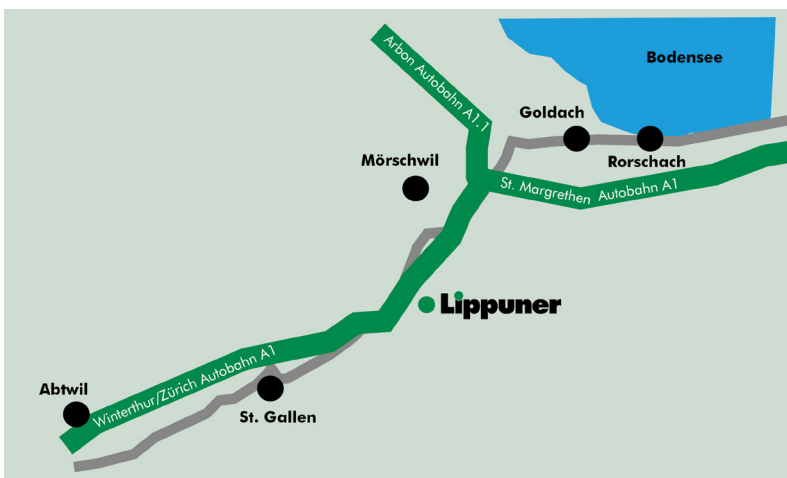 Arbon Autobahn A1.1
Bodensee
Goldach
Mörschwil
Rorschach
St. Margrethen Autobahn A1
Lippuner
Winterthur/Zürich Autobahn A1
Abtwil
St. Gallen